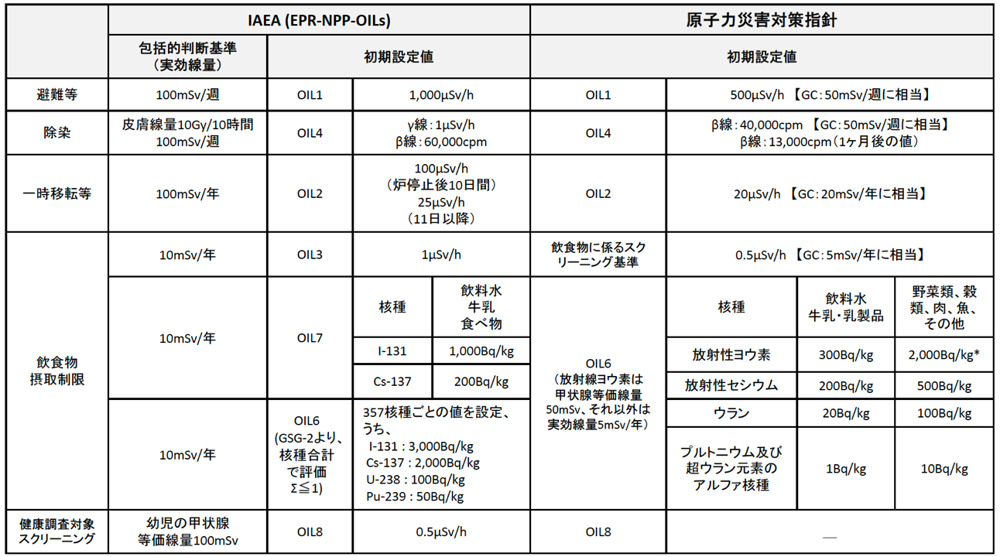 IAEA (EPR-NPP-OILs)
原子力災害対策指針
包括的判断基準
（実効線量）
初期設定値
初期設定値
避難等
100mSv/週
OIL1
1,000μSv/h
OIL1
500μSv/h 【GC：50mSv/週に相当】
除染
皮膚線量10Gy/10時間
100mSv/週
OIL4
γ線：1μSv/h
β線：60,000cpm
OIL4
β線：40,000cpm 【GC：50mSv/週に相当】
β線：13,000cpm（1ヶ月後の値）
一時移転等
100mSv/年
OIL2
100μSv/h
（炉停止後10日間）
25μSv/h
（11日以降）
OIL2
20μSv/h 【GC：20mSv/年に相当】
飲食物
摂取制限
10mSv/年
OIL3
1μSv/h
飲食物に係るスク
リーニング基準
0.5μSv/h 【GC：5mSv/年に相当】
10mSv/年
OIL7
核種
飲料水
牛乳
食べ物
I-131
1,000Bq/kg
Cs-137
200Bq/kg
10mSv/年
OIL6
(GSG-2より、
核種合計
で評価
Σ≦1)
357核種ごとの値を設定、
うち、
I-131 : 3,000Bq/kg
Cs-137 : 2,000Bq/kg
U-238 : 100Bq/kg
Pu-239 : 50Bq/kg
OIL6
（放射線ヨウ素は
甲状腺等価線量
50mSv、それ以外は
実効線量5mSv/年）
核種
飲料水
牛乳・乳製品
野菜類、穀
類、肉、魚、
その他
放射性ヨウ素
300Bq/kg
2,000Bq/kg*
放射性セシウム
200Bq/kg
500Bq/kg
ウラン
20Bq/kg
100Bq/kg
プルトニウム及び
超ウラン元素の
アルファ核種
1Bq/kg
10Bq/kg
健康調査対象
スクリーニング
幼児の甲状腺
等価線量100mSv
OIL8
0.5μSv/h
OIL8
―